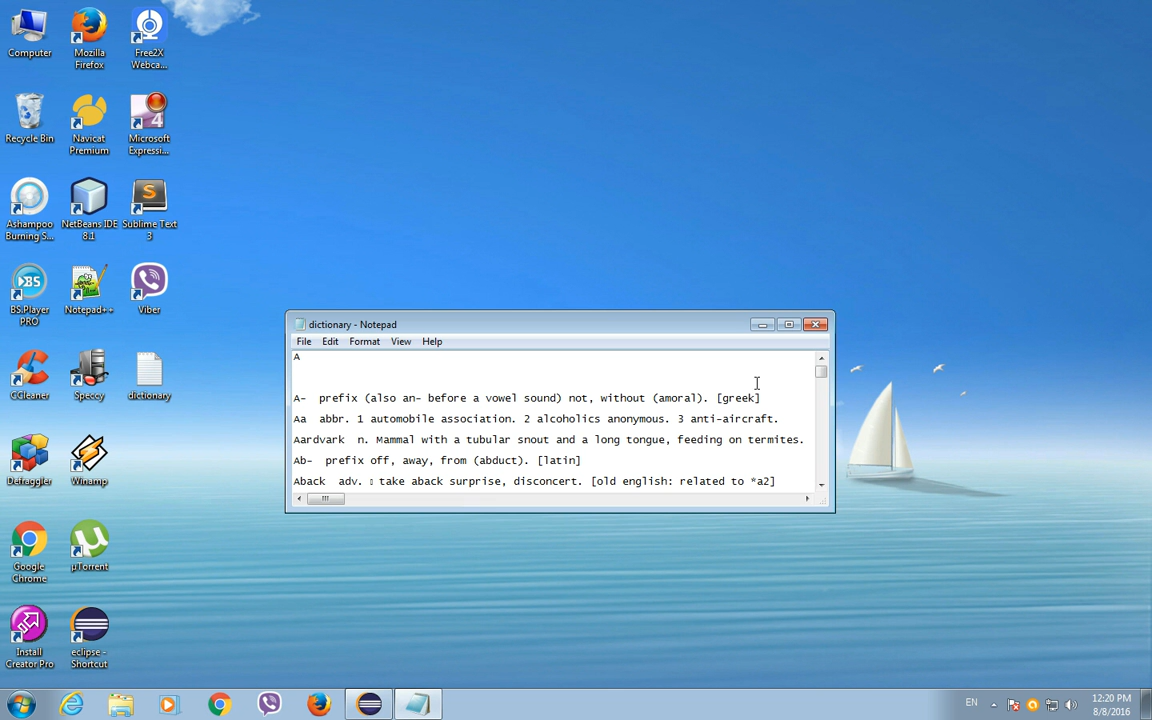 Computer
Mozilla
Firefox
Free2X
Webca...
Recycle Bin
Navicat
Premium
4
Microsoft
Expressi...
Ashampoo
Burning S...
NetBeans IDE
8.1
S
Sublime Text
3
BS
BS.Player
PRO
Notepad++
Viber
CCleaner
Speccy
dictionary
Defraggler
Winamp
Google
Chrome
µTorrent
Install
Creator Pro
eclipse -
Shortcut
dictionary - Notepad
File Edit Format View Help
A
A- prefix (also an- before a vowel sound) not, without (amoral). [greek]
Aa abbr. 1 automobile association. 2 alcoholics anonymous. 3 anti-aircraft.
Aardvark n. Mammal with a tubular snout and a long tongue, feeding on termites.
Ab- prefix off, away, from (abduct). [latin]
Aback adv. ▯ take aback surprise, disconcert. [old english: related to *a2]
EN
12:20 PM
8/8/2016